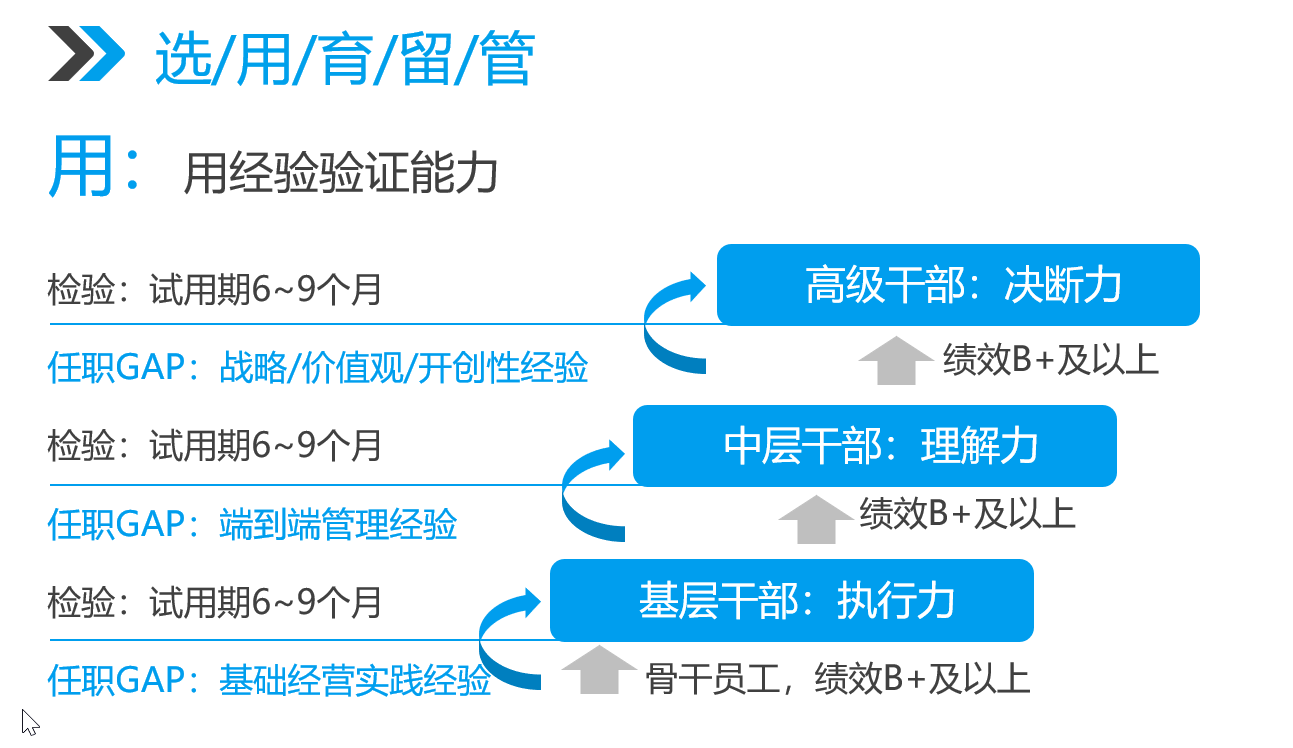 选/用/育/留/管
用：用经验验证能力
检验：试用期6~9个月
高级干部：决断力
任职GAP：战略/价值观/开创性经验
绩效B+及以上
检验：试用期6~9个月
中层干部：理解力
任职GAP：端到端管理经验
绩效B+及以上
检验：试用期6~9个月
基层干部：执行力
任职GAP：基础经营实践经验
骨干员工，绩效B+及以上